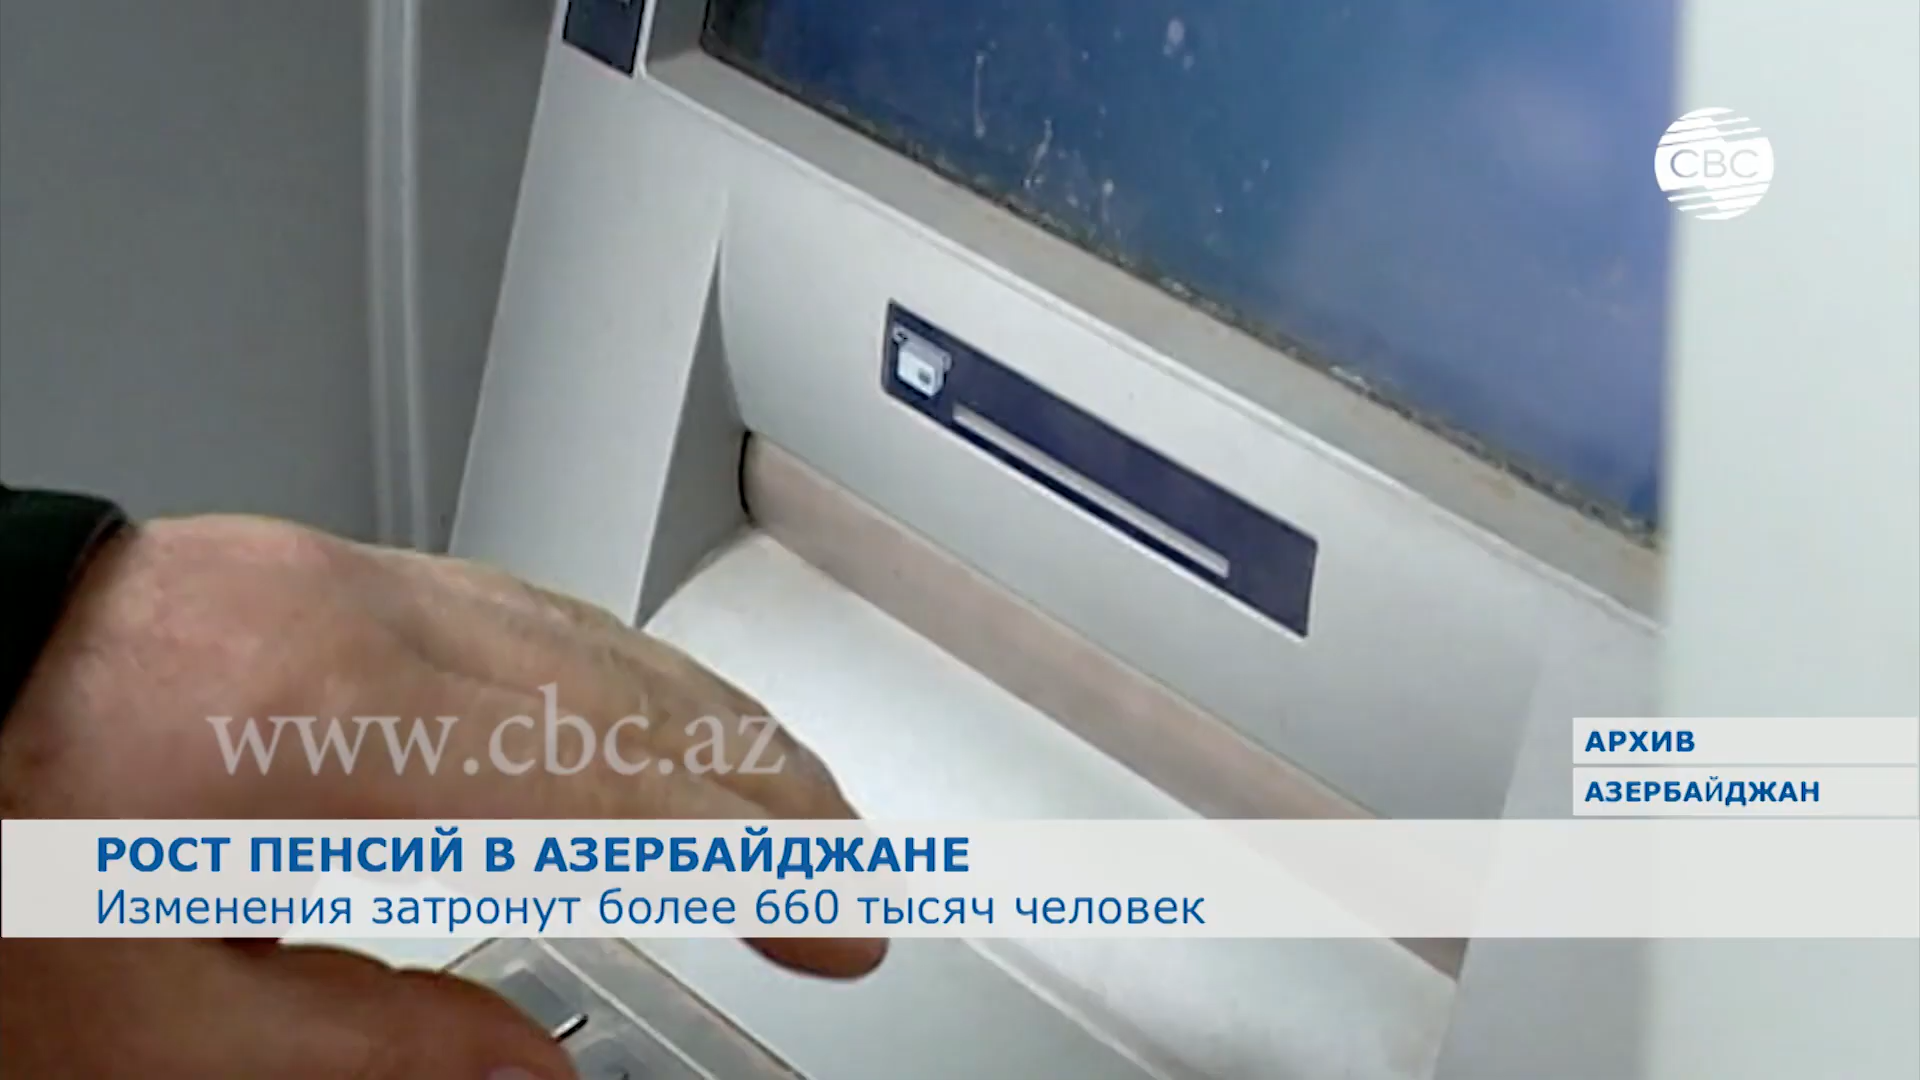 CBC
www.cbc.az
АРХИВ
АЗЕРБАЙДЖАН
РОСТ ПЕНСИЙ В АЗЕРБАЙДЖАНЕ
Изменения затронут более 660 тысяч человек